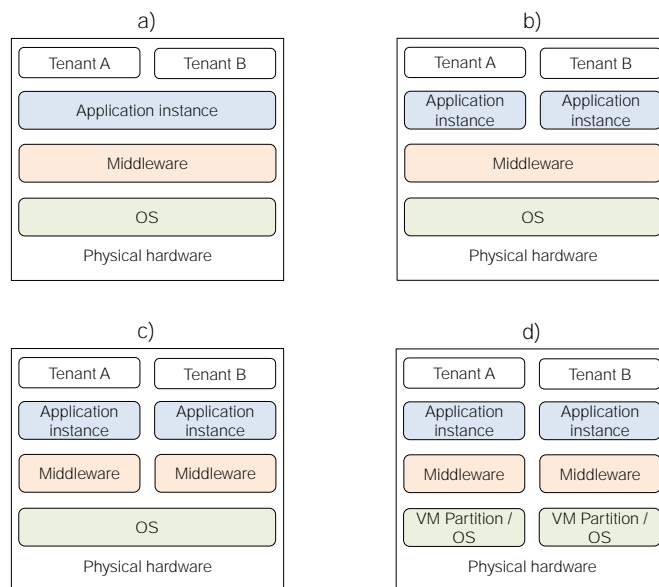 a)
Tenant A
Tenant B
Application instance
Middleware
OS
Physical hardware
b)
Tenant A
Tenant B
Application
instance
Application
instance
Middleware
OS
Physical hardware
c)
Tenant A
Tenant B
Application
instance
Application
instance
Middleware
Middleware
OS
Physical hardware
d)
Tenant A
Tenant B
Application
instance
Application
instance
Middleware
Middleware
VM Partition /
OS
VM Partition /
OS
Physical hardware